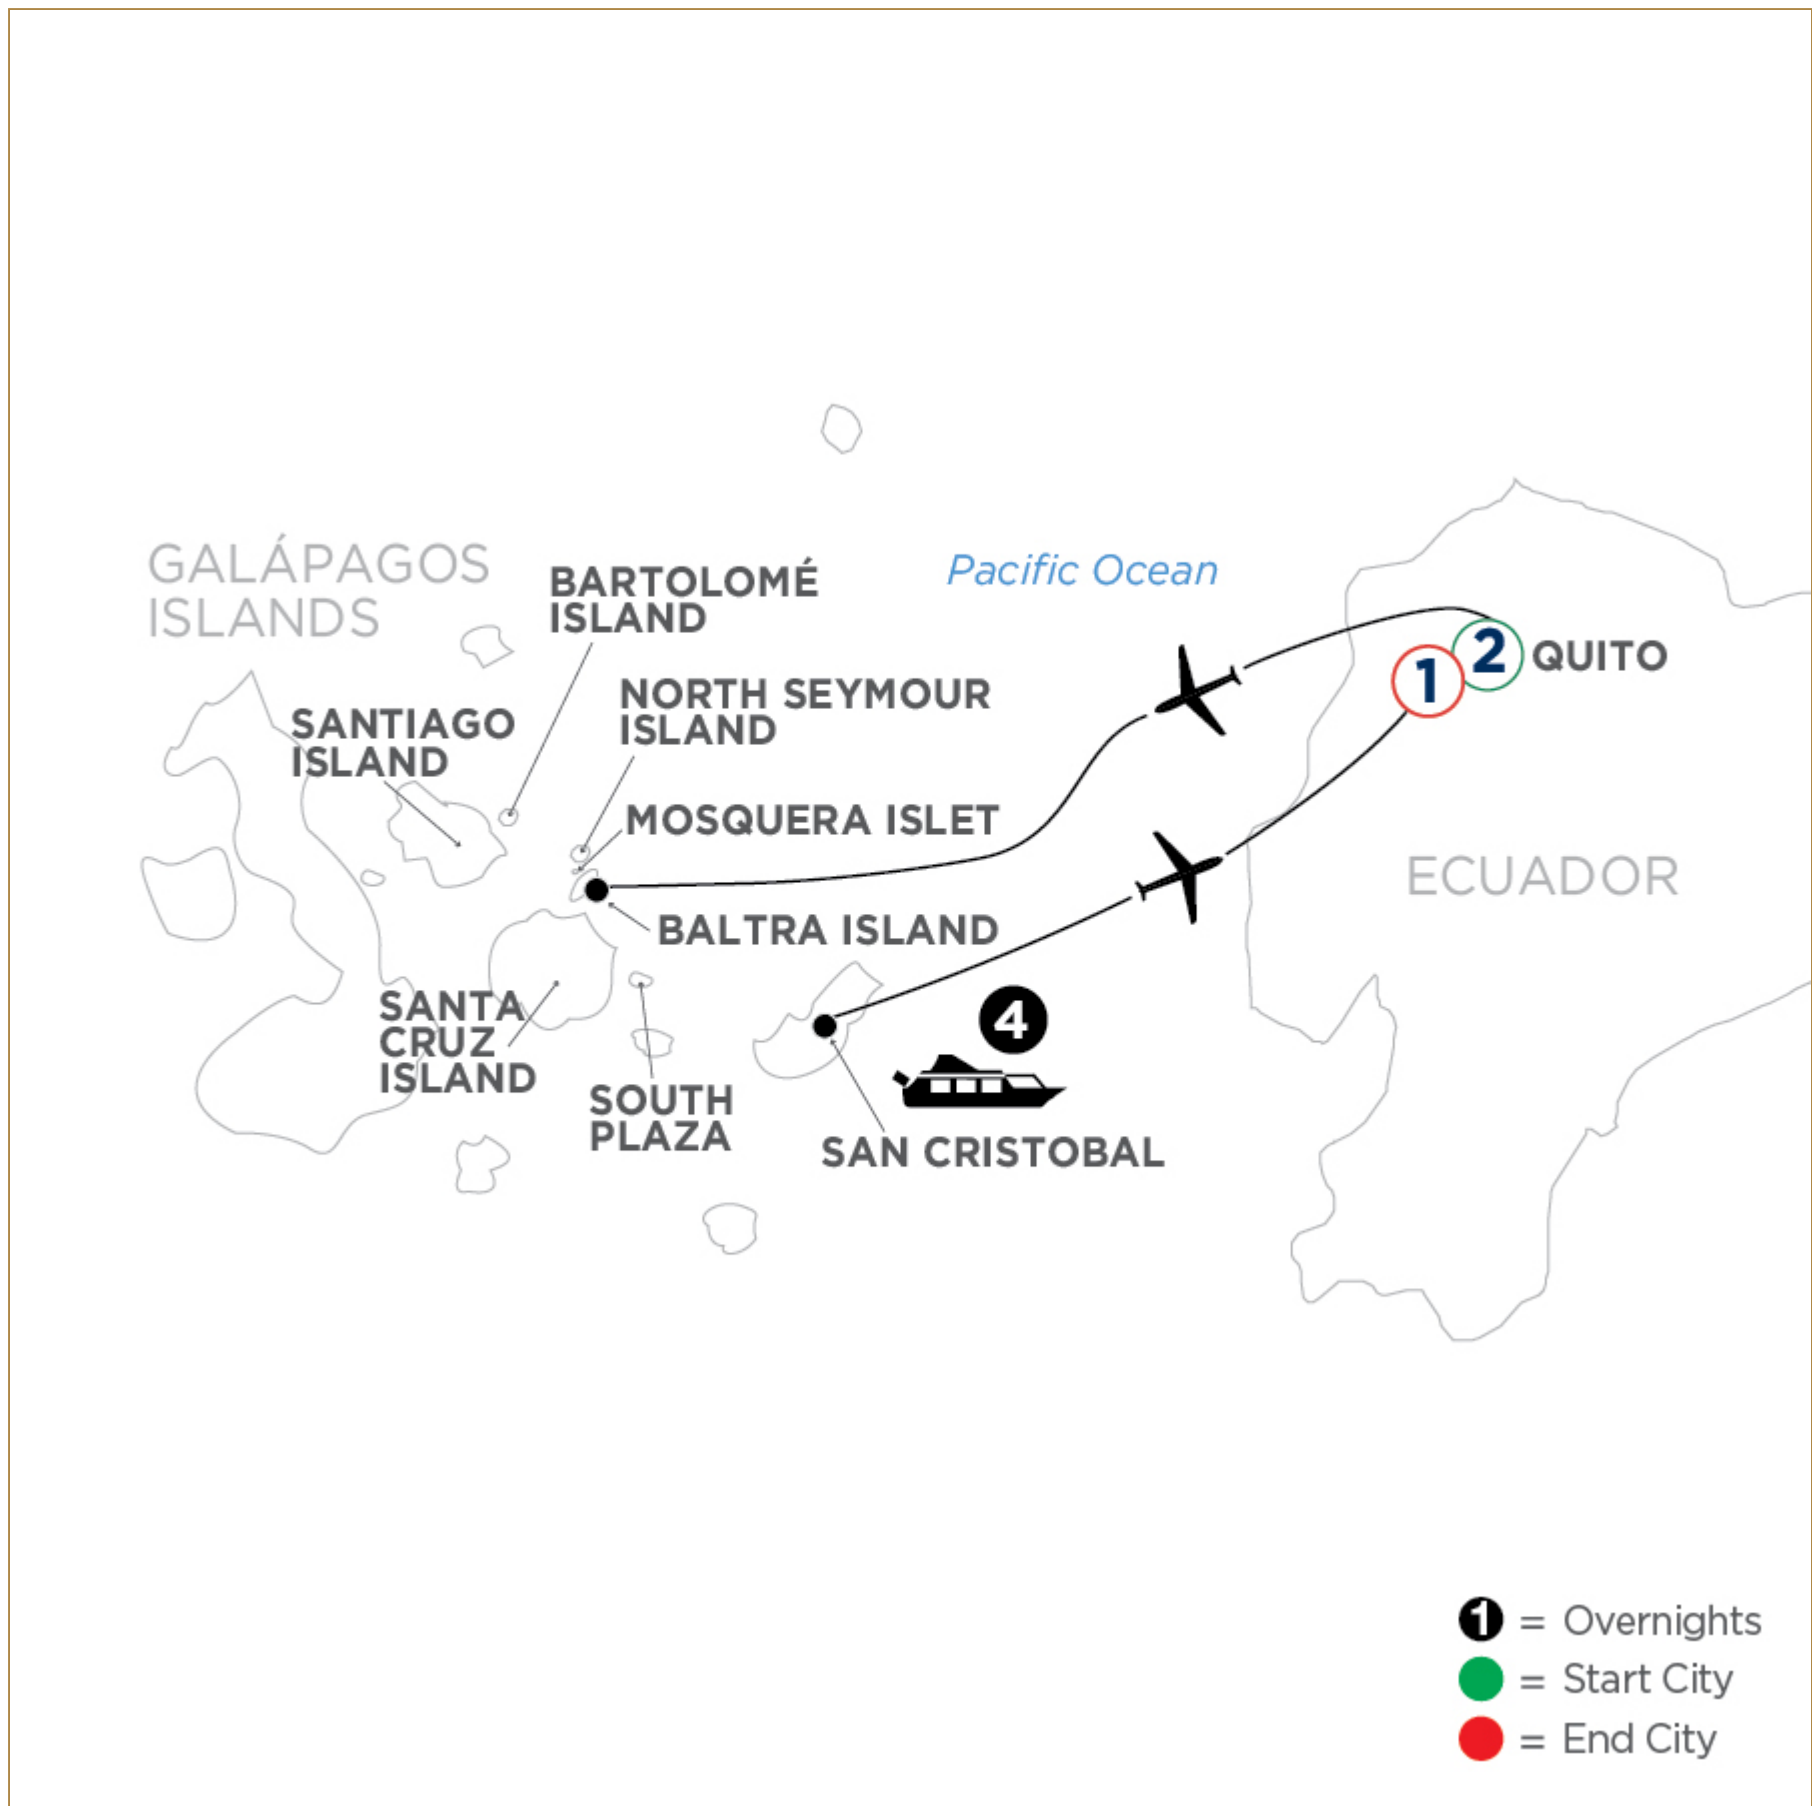 GALÁPAGOS
ISLANDS
BARTOLOMÉ
ISLAND
Pacific Ocean
NORTH SEYMOUR
ISLAND
SANTIAGO
ISLAND
MOSQUERA ISLET
BALTRA ISLAND
1
2
QUITO
ECUADOR
SANTA
CRUZ
ISLAND
SOUTH
PLAZA
4
SAN CRISTOBAL
1 = Overnights
= Start City
= End City